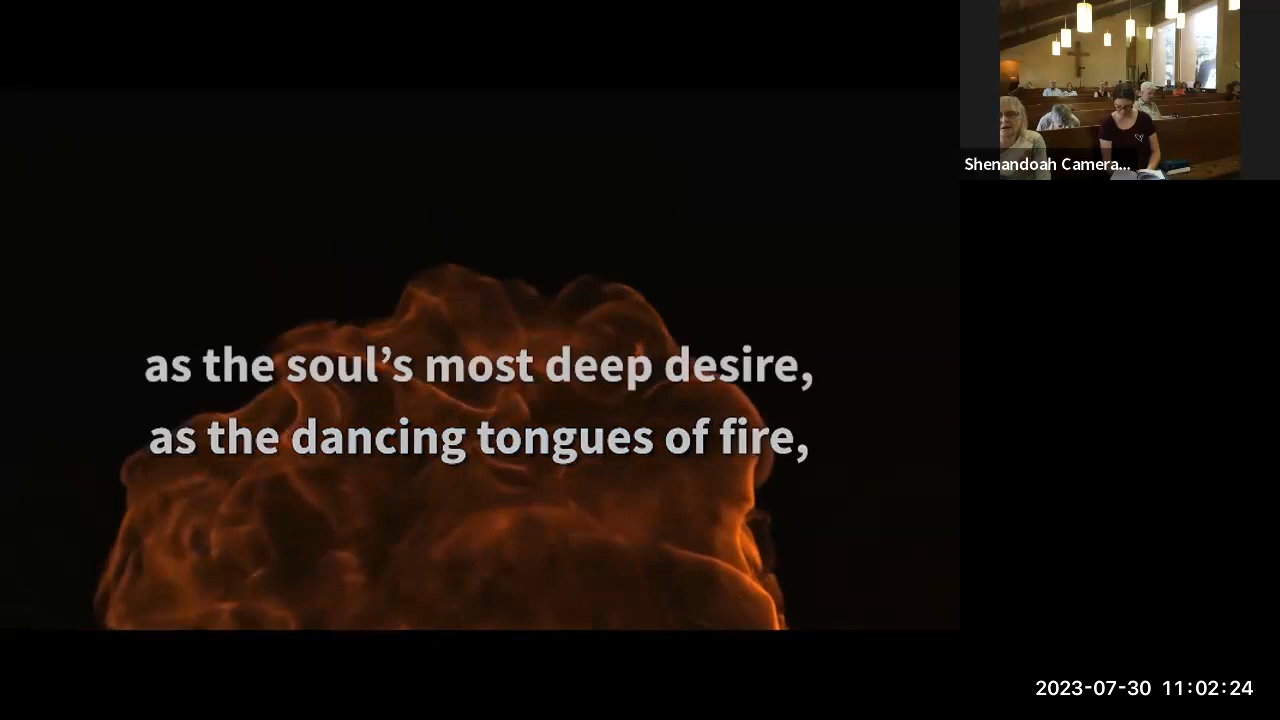 as the soul’s most deep desire,
as the dancing tongues of fire,
Shenandoah Camera...
2023-07-30 11:02:24